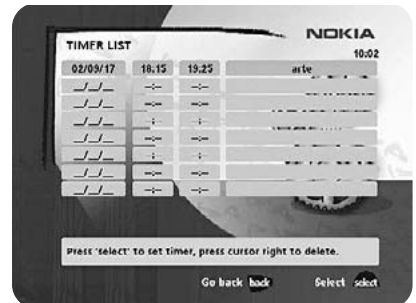 NOKIA
TIMER LIST
10:02
02/09/17 18:15 19:25 arte
_/_/_ --:-- --:--
_/_/_ --:-- --:--
_/_/_ --:-- --:--
_/_/_ --:-- --:--
_/_/_ --:-- --:--
_/_/_ --:-- --:--
_/_/_ --:-- --:--
Press 'select' to set timer, press cursor right to delete.
Go back back Select select